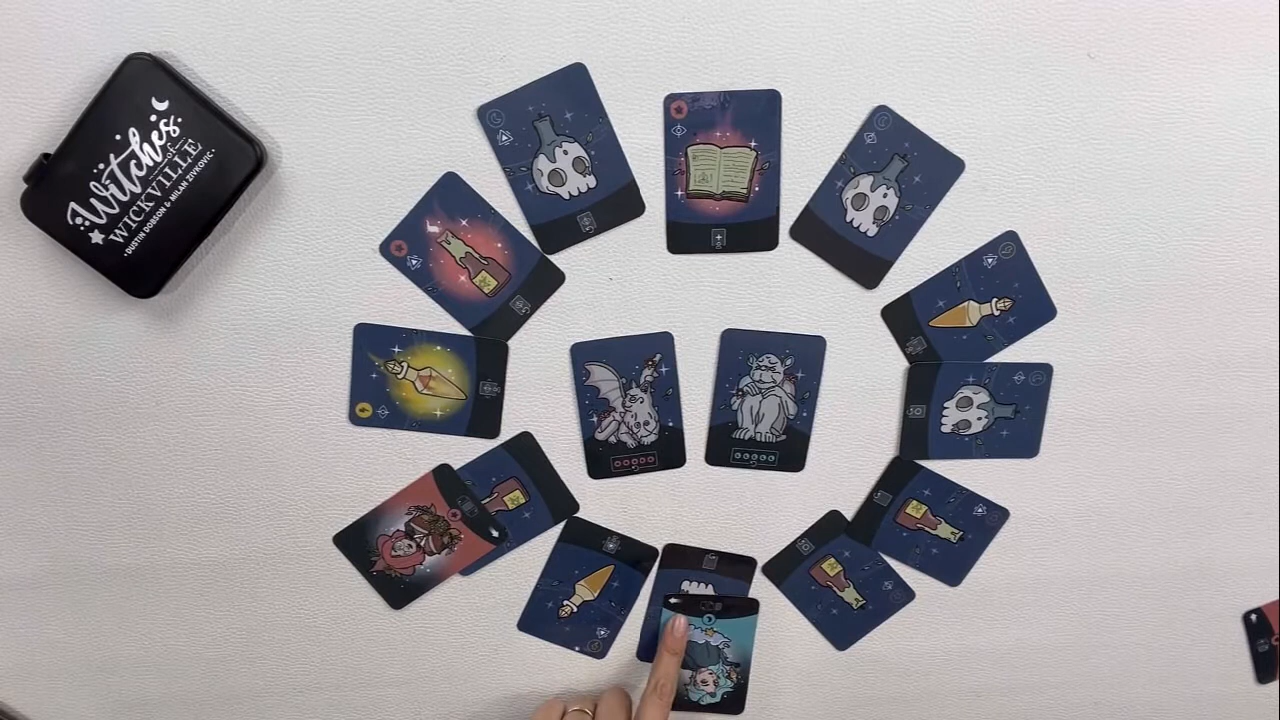 Witches
of
WICKVILLE
• DUSTIN DOBSON & MILAN ZIVKOVIC •